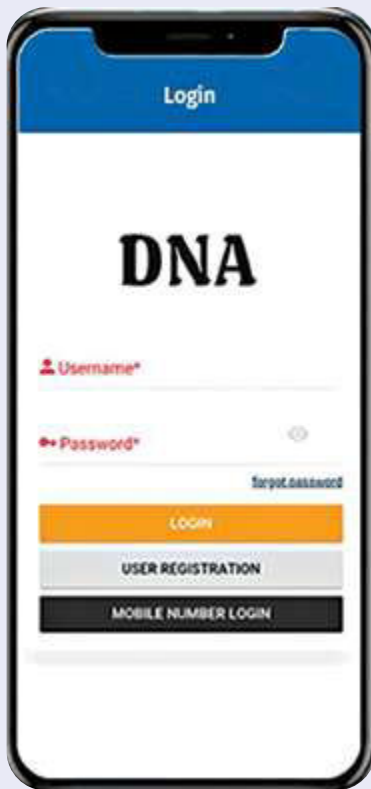 Login
DNA
Username*
Password*
forgot password
LOGIN
USER REGISTRATION
MOBILE NUMBER LOGIN